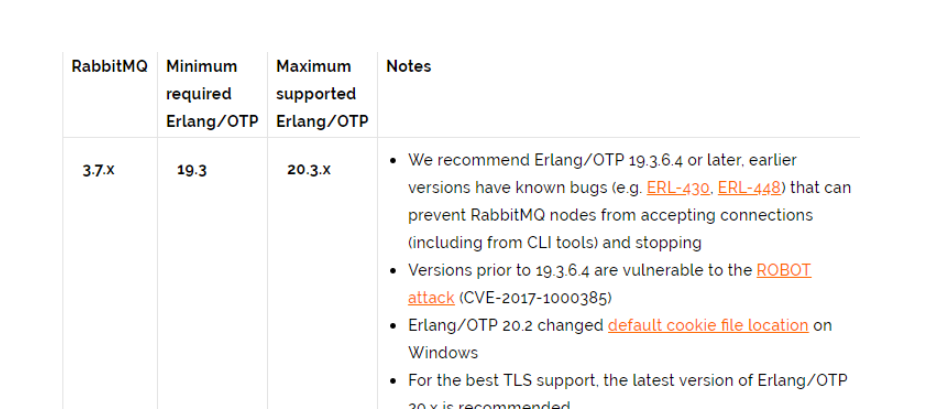 RabbitMQ Minimum required Erlang/OTP Maximum supported Erlang/OTP Notes
3.7.x 19.3 20.3.x
• We recommend Erlang/OTP 19.3.6.4 or later, earlier
versions have known bugs (e.g. ERL-430, ERL-448) that can
prevent RabbitMQ nodes from accepting connections
(including from CLI tools) and stopping
• Versions prior to 19.3.6.4 are vulnerable to the ROBOT
attack (CVE-2017-1000385)
• Erlang/OTP 20.2 changed default cookie file location on
Windows
• For the best TLS support, the latest version of Erlang/OTP
20.x is recommended